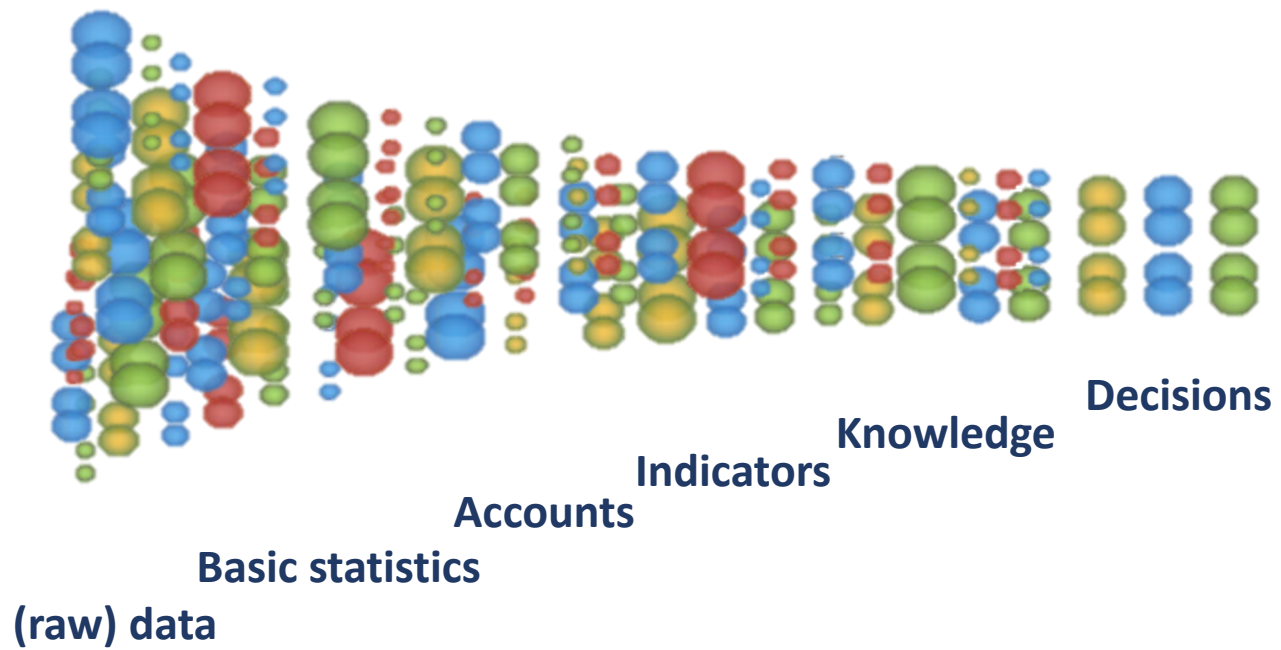 Decisions
Knowledge
Indicators
Accounts
Basic statistics
(raw) data